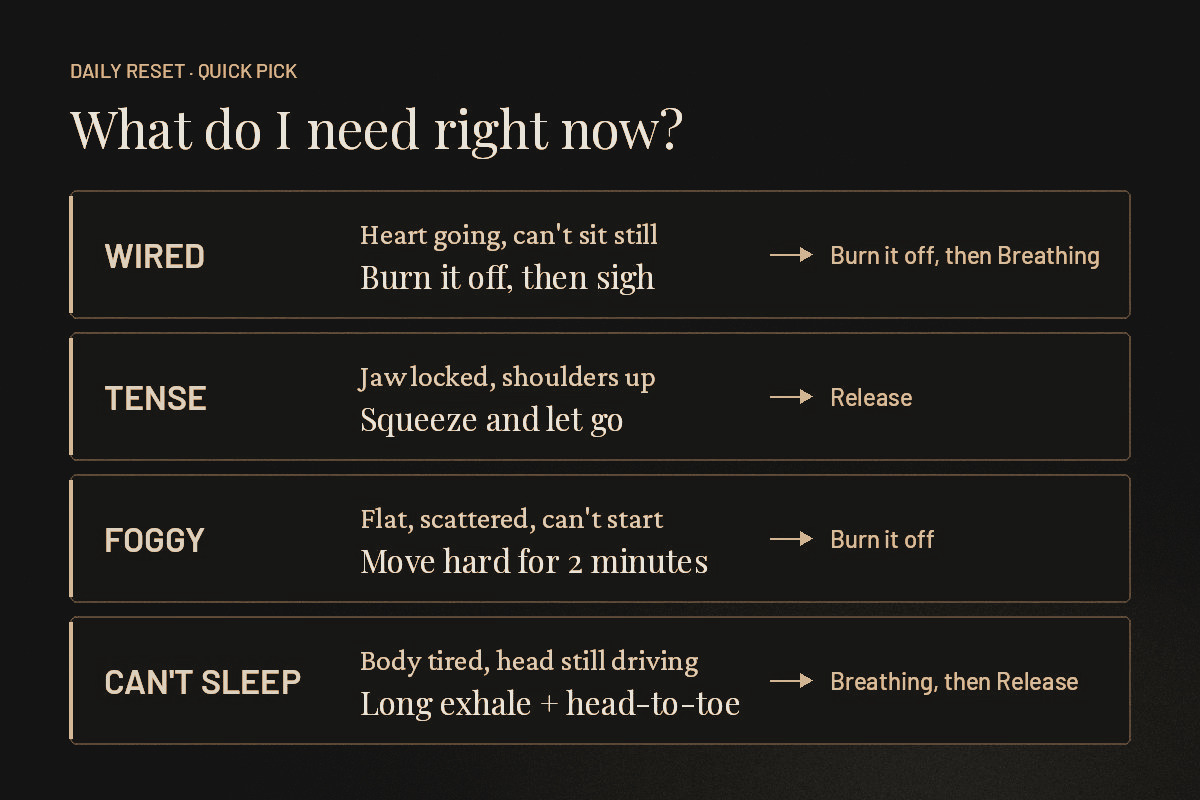 DAILY RESET · QUICK PICK
What do I need right now?
WIRED
Heart going, can't sit still
Burn it off, then sigh
Burn it off, then Breathing
TENSE
Jaw locked, shoulders up
Squeeze and let go
Release
FOGGY
Flat, scattered, can't start
Move hard for 2 minutes
Burn it off
CAN'T SLEEP
Body tired, head still driving
Long exhale + head-to-toe
Breathing, then Release